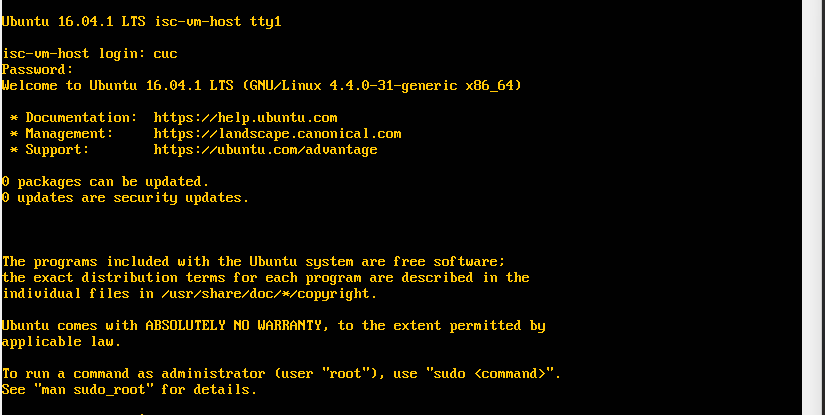 Ubuntu 16.04.1 LTS isc-vm-host tty1
isc-vm-host login: cuc
Password:
Welcome to Ubuntu 16.04.1 LTS (GNU/Linux 4.4.0-31-generic x86_64)
* Documentation:  https://help.ubuntu.com
* Management:     https://landscape.canonical.com
* Support:        https://ubuntu.com/advantage
0 packages can be updated.
0 updates are security updates.
The programs included with the Ubuntu system are free software;
the exact distribution terms for each program are described in the
individual files in /usr/share/doc/*/copyright.
Ubuntu comes with ABSOLUTELY NO WARRANTY, to the extent permitted by
applicable law.
To run a command as administrator (user "root"), use "sudo <command>".
See "man sudo_root" for details.